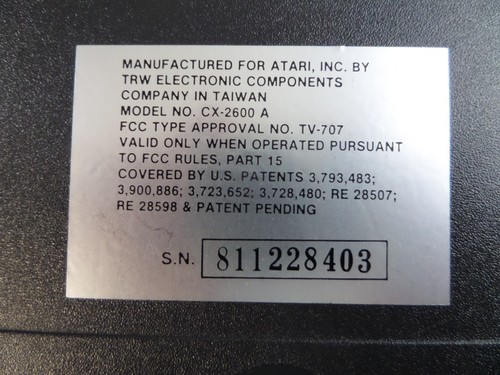 MANUFACTURED FOR ATARI, INC. BY
TRW ELECTRONIC COMPONENTS
COMPANY IN TAIWAN
MODEL NO. CX-2600 A
FCC TYPE APPROVAL NO. TV-707
VALID ONLY WHEN OPERATED PURSUANT
TO FCC RULES, PART 15
COVERED BY U.S. PATENTS 3,793,483;
3,900,886; 3,723,652; 3,728,480; RE 28507;
RE 28598 & PATENT PENDING
S.N. 811228403